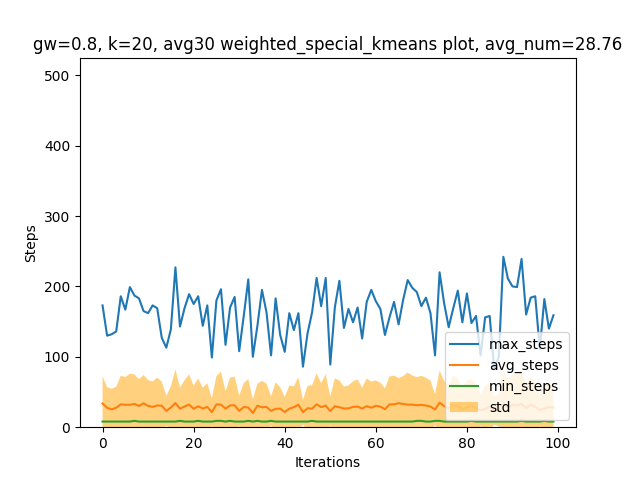 gw=0.8, k=20, avg30 weighted_special_kmeans plot, avg_num=28.76
500
400
300
200
100
0
Steps
max_steps
avg_steps
min_steps
std
0 20 40 60 80 100
Iterations